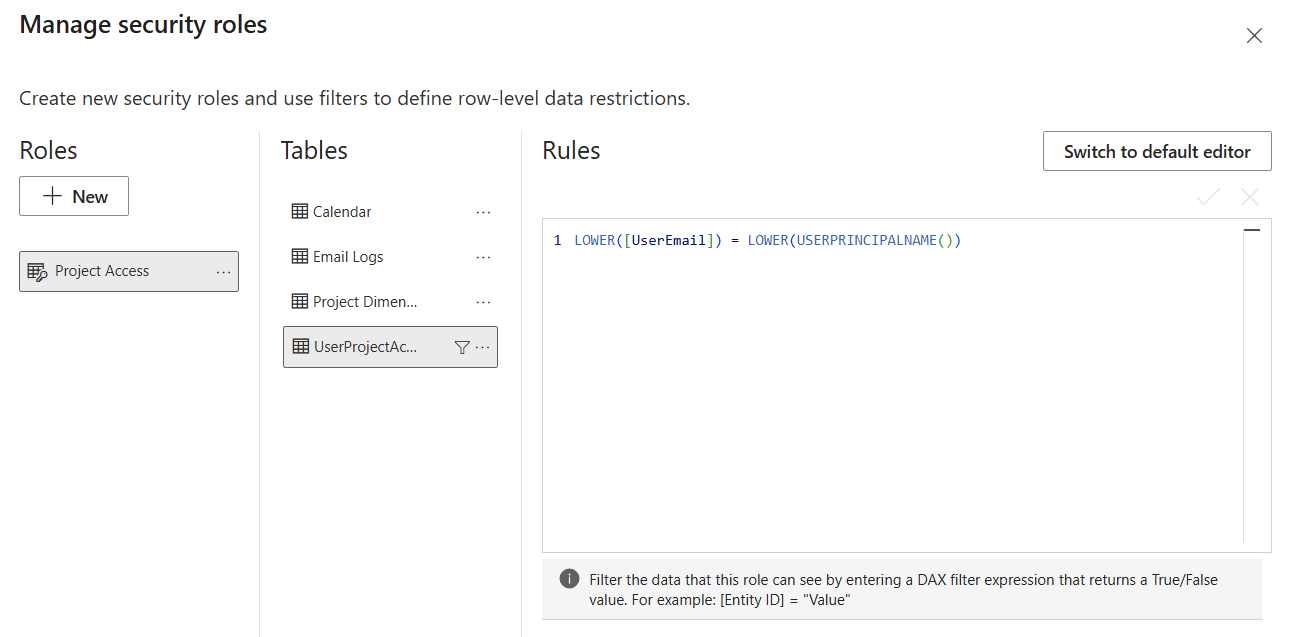 Manage security roles
Create new security roles and use filters to define row-level data restrictions.
Roles
Tables
Rules
Switch to default editor
New
Calendar
Email Logs
Project Access
Project Dimen...
UserProjectAc...
1 LOWER([UserEmail]) = LOWER(USERPRINCIPALNAME())
Filter the data that this role can see by entering a DAX filter expression that returns a True/False
value. For example: [Entity ID] = "Value"